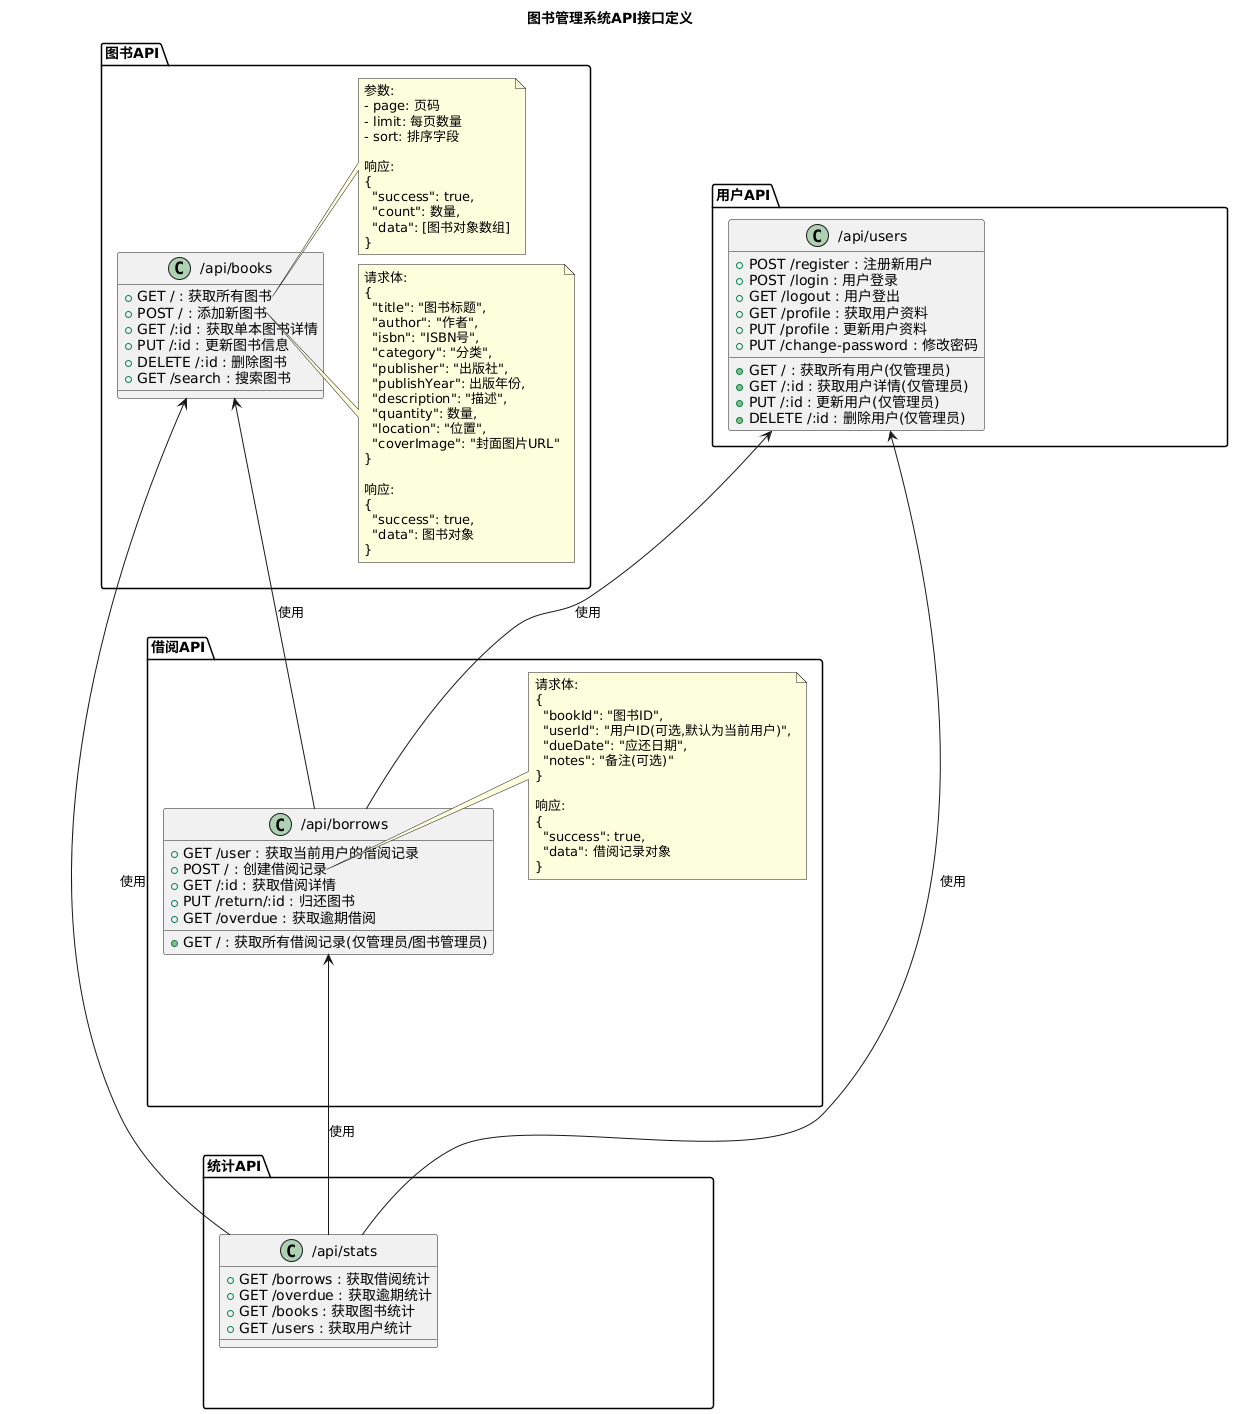 图书管理系统API接口定义
图书API
参数:
- page: 页码
- limit: 每页数量
- sort: 排序字段
响应:
{
"success": true,
"count": 数量,
"data": [图书对象数组]
}
/api/books
GET / : 获取所有图书
POST / : 添加新图书
GET /:id : 获取单本图书详情
PUT /:id : 更新图书信息
DELETE /:id : 删除图书
GET /search : 搜索图书
请求体:
{
"title": "图书标题",
"author": "作者",
"isbn": "ISBN号",
"category": "分类",
"publisher": "出版社",
"publishYear": 出版年份,
"description": "描述",
"quantity": 数量,
"location": "位置",
"coverImage": "封面图片URL"
}
响应:
{
"success": true,
"data": 图书对象
}
用户API
/api/users
POST /register : 注册新用户
POST /login : 用户登录
GET /logout : 用户登出
GET /profile : 获取用户资料
PUT /profile : 更新用户资料
PUT /change-password : 修改密码
GET / : 获取所有用户(仅管理员)
GET /:id : 获取用户详情(仅管理员)
PUT /:id : 更新用户(仅管理员)
DELETE /:id : 删除用户(仅管理员)
使用
使用
借阅API
请求体:
{
"bookId": "图书ID",
"userId": "用户ID(可选,默认为当前用户)",
"dueDate": "应还日期",
"notes": "备注(可选)"
}
响应:
{
"success": true,
"data": 借阅记录对象
}
/api/borrows
GET /user : 获取当前用户的借阅记录
POST / : 创建借阅记录
GET /:id : 获取借阅详情
PUT /return/:id : 归还图书
GET /overdue : 获取逾期借阅
GET / : 获取所有借阅记录(仅管理员/图书管理员)
使用
使用
使用
统计API
/api/stats
GET /borrows : 获取借阅统计
GET /overdue : 获取逾期统计
GET /books : 获取图书统计
GET /users : 获取用户统计